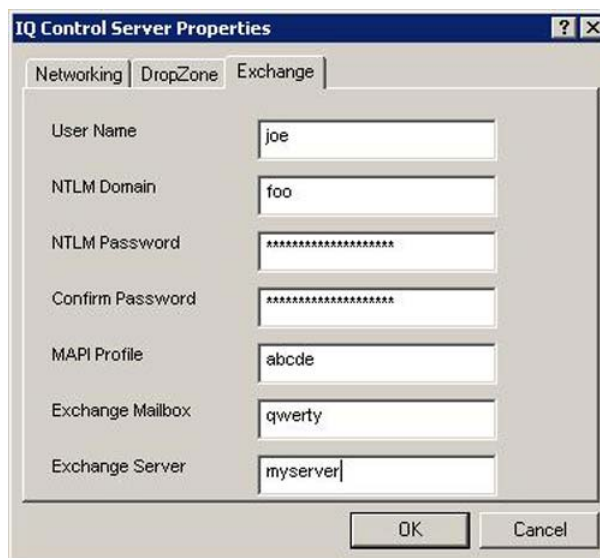 IQ Control Server Properties
Networking DropZone Exchange
User Name joe
NTLM Domain foo
NTLM Password ********************
Confirm Password ********************
MAPI Profile abcde
Exchange Mailbox qwerty
Exchange Server myserver
OK Cancel